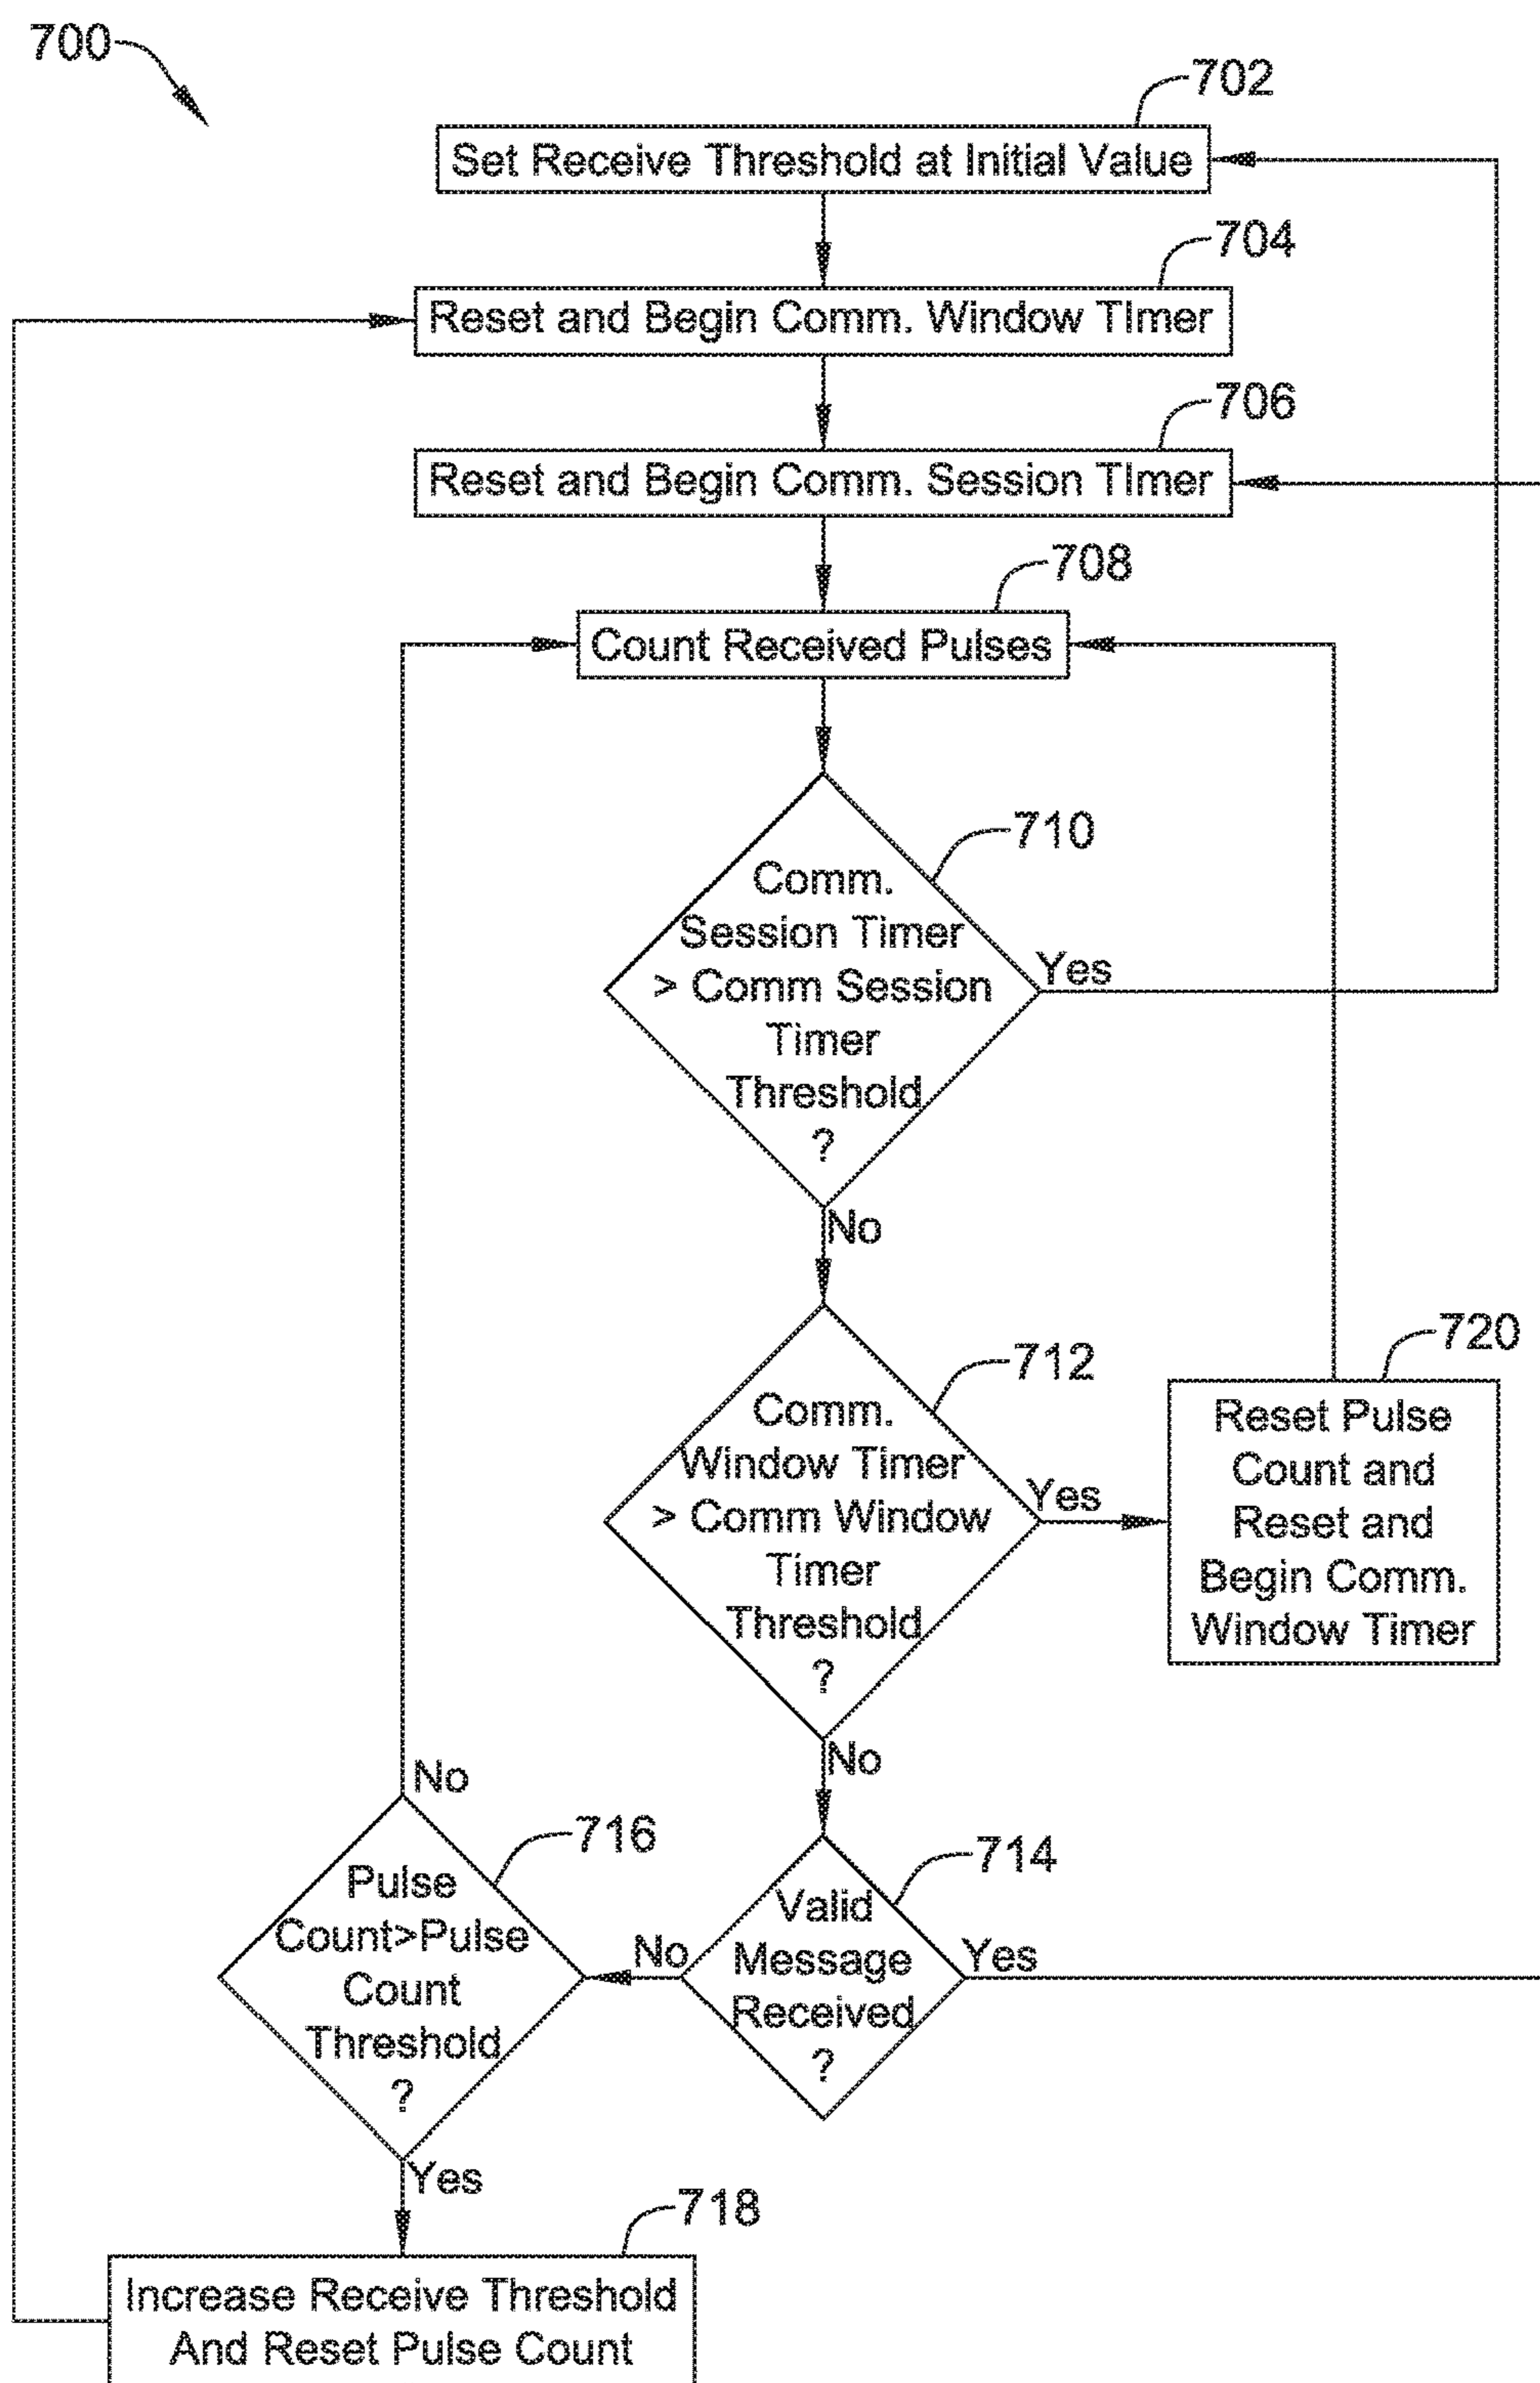 700
702
Set Receive Threshold at Initial Value
704
Reset and Begin Comm. Window TImer
706
Reset and Begin Comm. Session TImer
708
Count Received Pulses
710
Comm.
Session Timer
> Comm Session
Timer
Threshold
?
Yes
No
712
Comm.
Window Timer
> Comm Window
Timer
Threshold
?
Yes
No
720
Reset Pulse
Count and
Reset and
Begin Comm.
Window Timer
714
Valid
Message
Received
?
Yes
No
716
Pulse
Count>Pulse
Count
Threshold
?
No
Yes
718
Increase Receive Threshold
And Reset Pulse Count